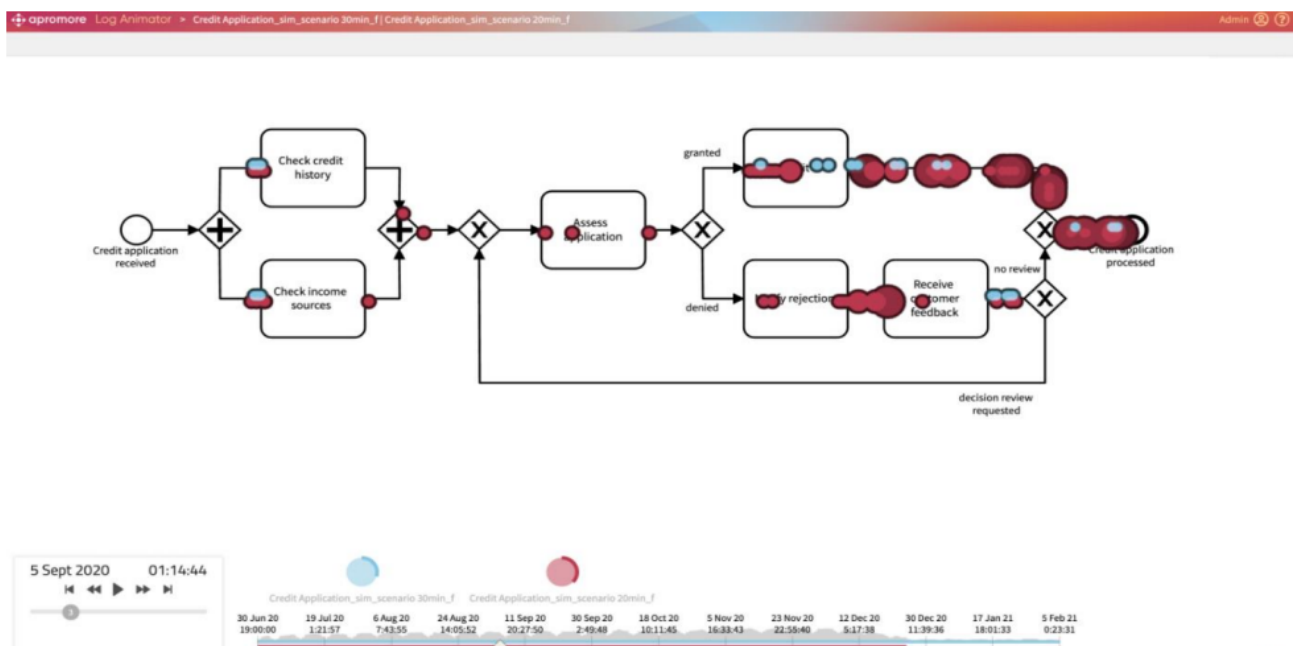 apromore Log Animator > Credit Application_sim_scenario 30min_f| Credit Application_sim_scenario 20min_f
Admin
Check credit
history
granted
Assess
Credit application
received
Credit application
processed
no review
Check income
sources
rejection
Receive
feedback
denied
decision review
requested
5 Sept 2020 01:14:44
Credit Application_sim_scenario 30min_f
Credit Application_sim_scenario 20min_f
30 Jun 20 19 Jul 20 6 Aug 20 24 Aug 20 11 Sep 20 30 Sep 20 18 Oct 20 5 Nov 20 23 Nov 20 12 Dec 20 30 Dec 20 17 Jan 21 5 Feb 21
19:00:00 1:21:57 7:43:55 14:05:52 20:27:50 2:49:48 10:11:45 16:33:43 22:55:40 5:17:38 11:39:36 18:01:33 0:23:31